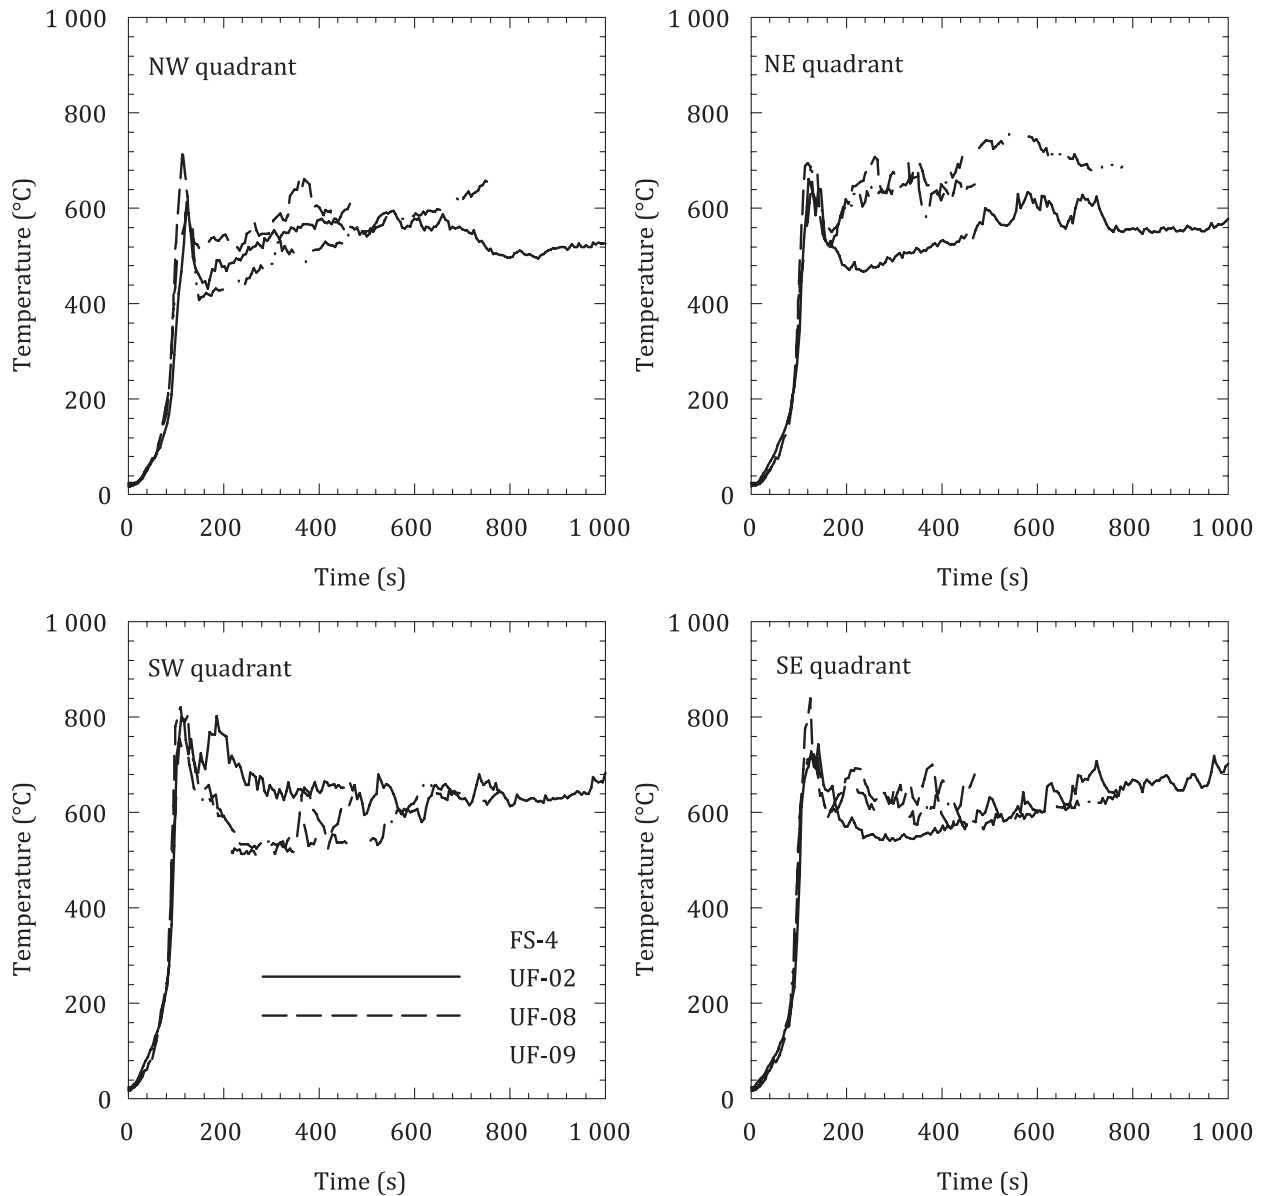 1 000
800
600
400
200
0
Temperature (°C)
NW quadrant
0 200 400 600 800 1 000
Time (s)
1 000
800
600
400
200
0
Temperature (°C)
NE quadrant
0 200 400 600 800 1 000
Time (s)
1 000
800
600
400
200
0
Temperature (°C)
SW quadrant
FS-4
UF-02
UF-08
UF-09
0 200 400 600 800 1 000
Time (s)
1 000
800
600
400
200
0
Temperature (°C)
SE quadrant
0 200 400 600 800 1 000
Time (s)